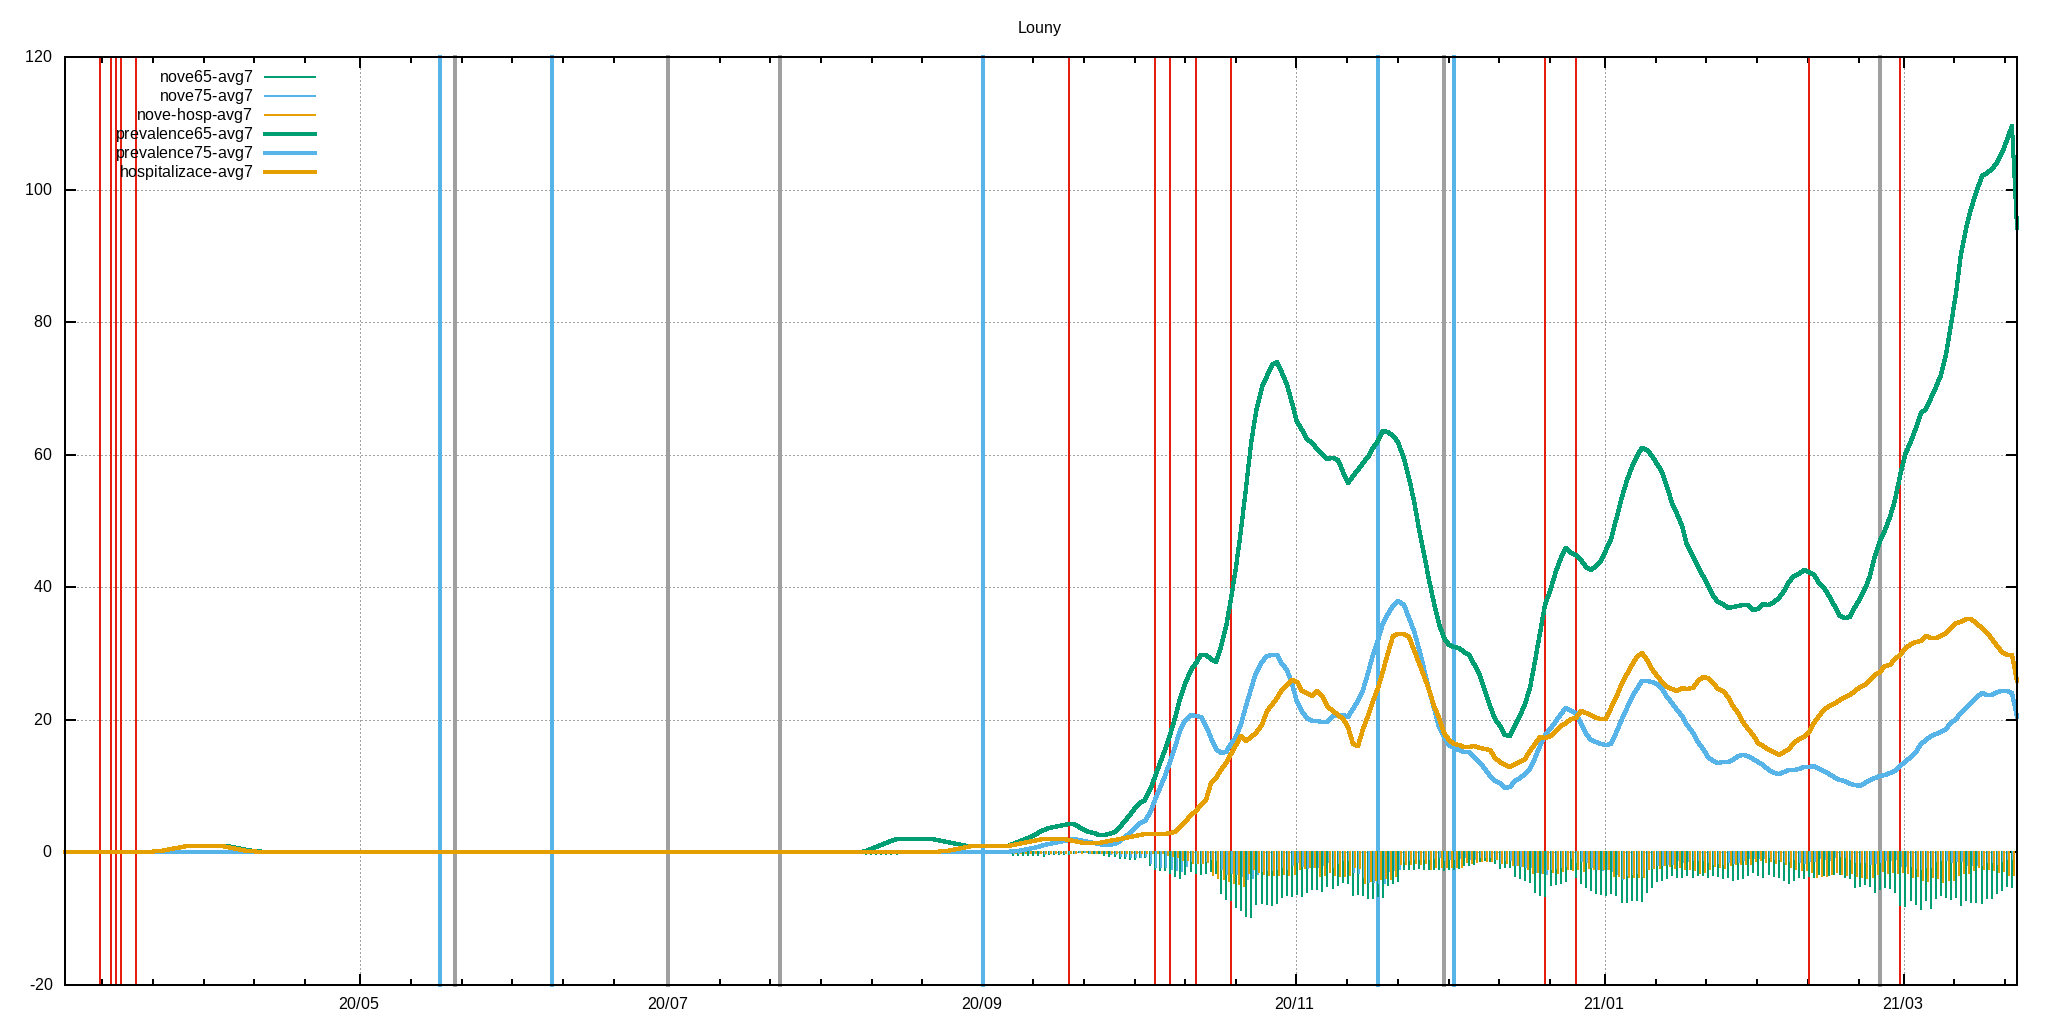 Louny
120
100
80
60
40
20
0
-20
nove65-avg7
nove75-avg7
nove-hosp-avg7
prevalence65-avg7
prevalence75-avg7
hospitalizace-avg7
20/05
20/07
20/09
20/11
21/01
21/03